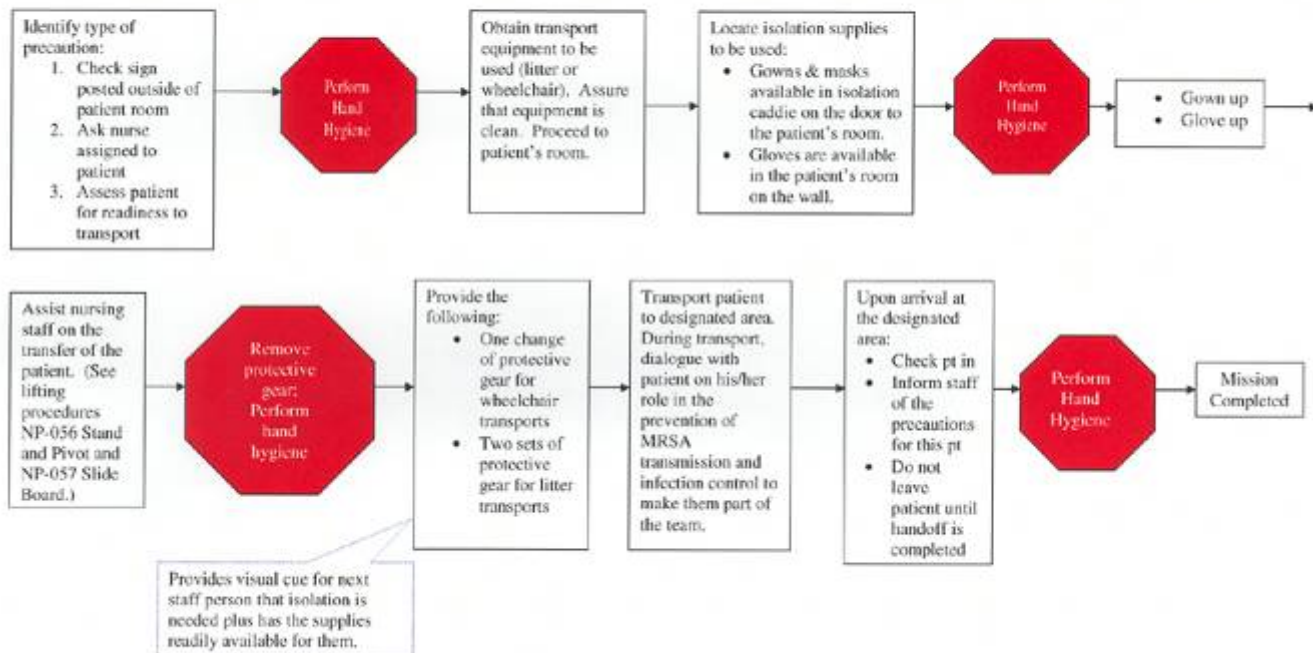 Identify type of
precaution:
1. Check sign
posted outside of
patient room
2. Ask nurse
assigned to
patient
3. Assess patient
for readiness to
transport
Perform
Hand
Hygiene
Obtain transport
equipment to be
used (litter or
wheelchair). Assure
that equipment is
clean. Proceed to
patient's room.
Locate isolation supplies
to be used:
• Gowns & masks
available in isolation
caddie on the door to
the patient's room.
• Gloves are available
in the patient's room
on the wall.
Perform
Hand
Hygiene
• Gown up
• Glove up
Assist nursing
staff on the
transfer of the
patient. (See
lifting
procedures
NP-056 Stand
and Pivot and
NP-057 Slide
Board.)
Remove
protective
gear;
Perform
hand
hygiene
Provide the
following:
• One change
of protective
gear for
wheelchair
transports
• Two sets of
protective
gear for litter
transports
Provides visual cue for next
staff person that isolation is
needed plus has the supplies
readily available for them.
Transport patient
to designated area.
During transport,
dialogue with
patient on his/her
role in the
prevention of
MRSA
transmission and
infection control to
make them part of
the team.
Upon arrival at
the designated
area:
• Check pt in
• Inform staff
of the
precautions
for this pt
• Do not
leave
patient until
handoff is
completed
Perform
Hand
Hygiene
Mission
Completed